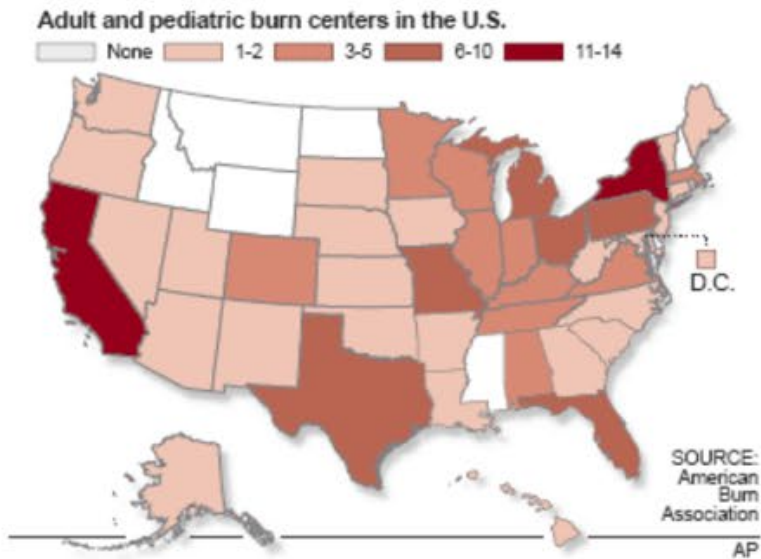 Adult and pediatric burn centers in the U.S.
None 1-2 3-5 6-10 11-14
D.C.
SOURCE:
American
Burn
Association
AP